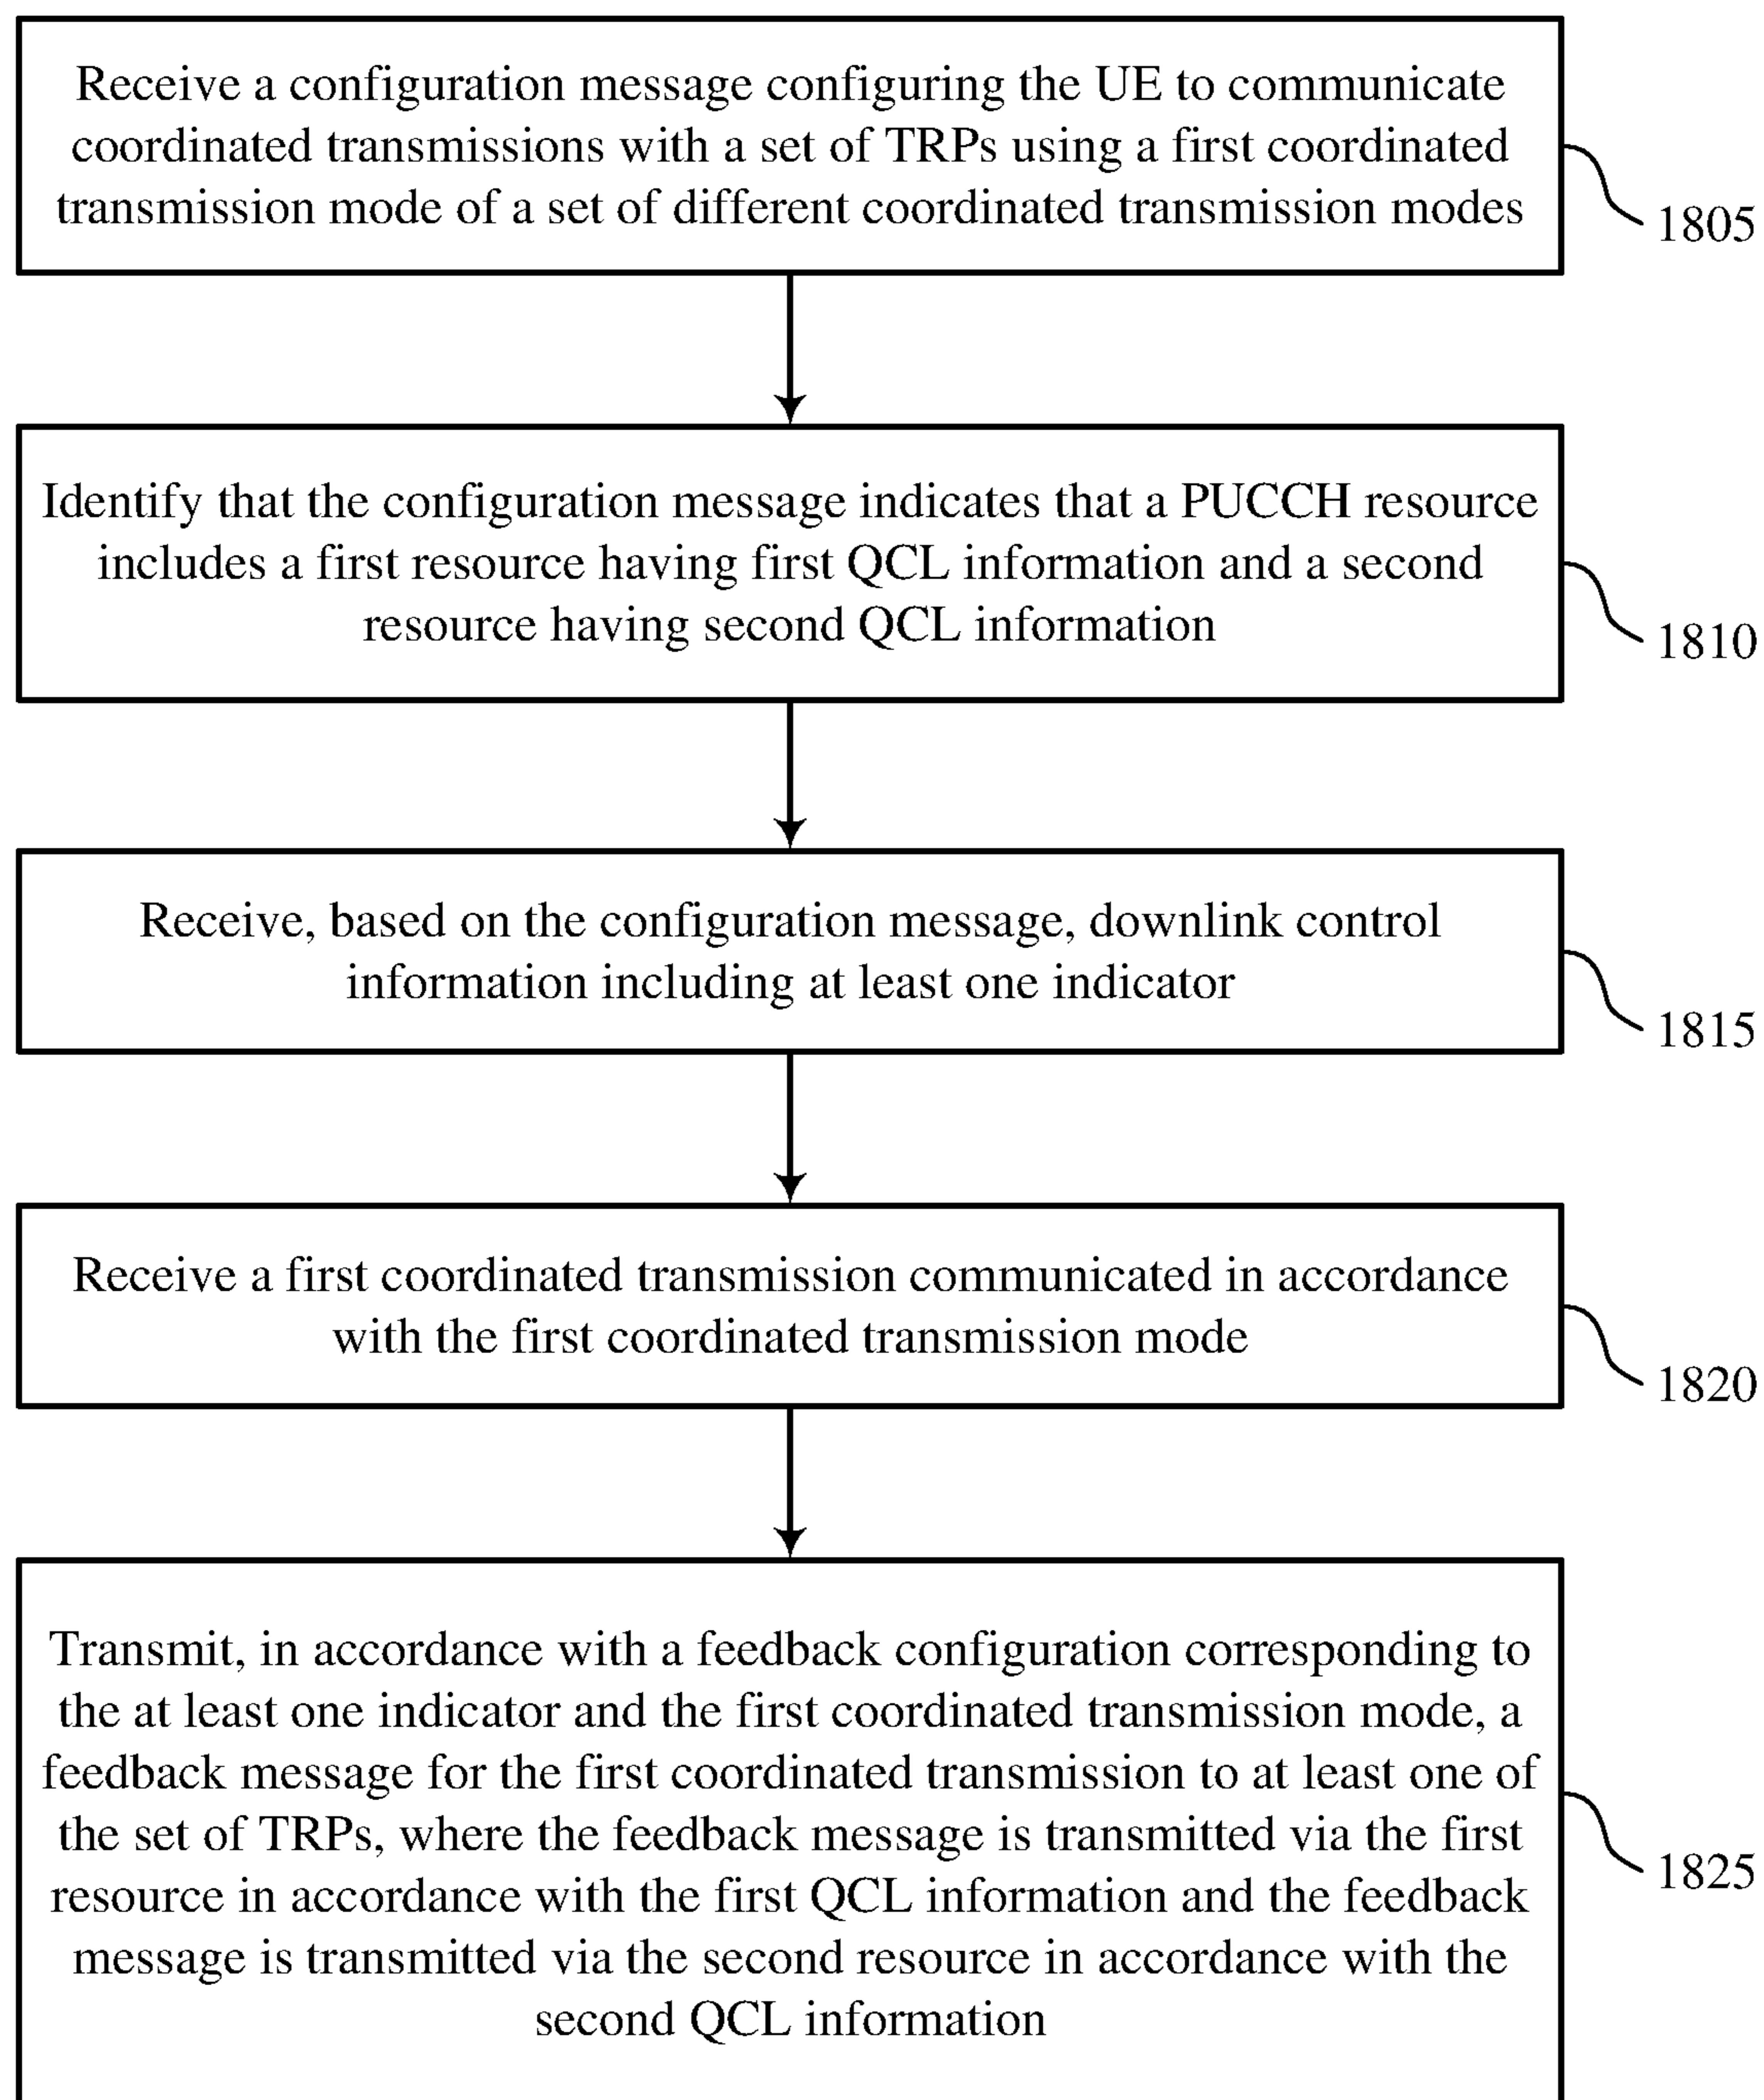 Receive a configuration message configuring the UE to communicate
coordinated transmissions with a set of TRPs using a first coordinated
transmission mode of a set of different coordinated transmission modes
1805
Identify that the configuration message indicates that a PUCCH resource
includes a first resource having first QCL information and a second
resource having second QCL information
1810
Receive, based on the configuration message, downlink control
information including at least one indicator
1815
Receive a first coordinated transmission communicated in accordance
with the first coordinated transmission mode
1820
Transmit, in accordance with a feedback configuration corresponding to
the at least one indicator and the first coordinated transmission mode, a
feedback message for the first coordinated transmission to at least one of
the set of TRPs, where the feedback message is transmitted via the first
resource in accordance with the first QCL information and the feedback
message is transmitted via the second resource in accordance with the
second QCL information
1825